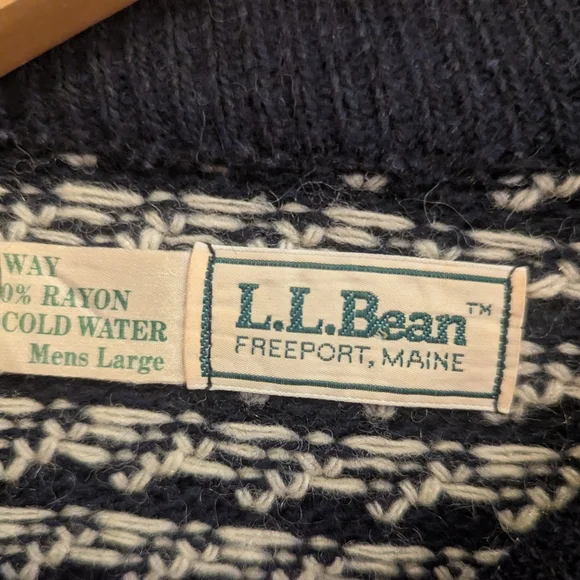 WAY
0% RAYON
COLD WATER
Mens Large
L.L.Bean™
FREEPORT, MAINE